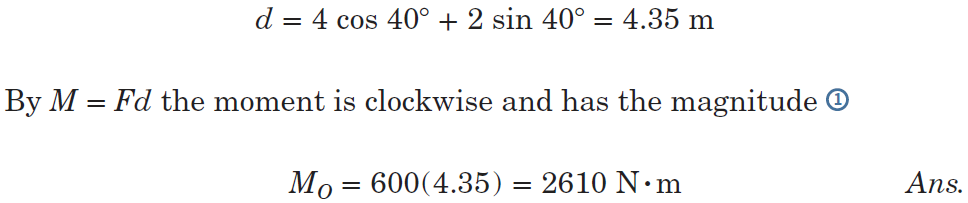 d = 4 cos 40° + 2 sin 40° = 4.35 m
By M = Fd the moment is clockwise and has the magnitude ①
M_O = 600(4.35) = 2610 N·m Ans.